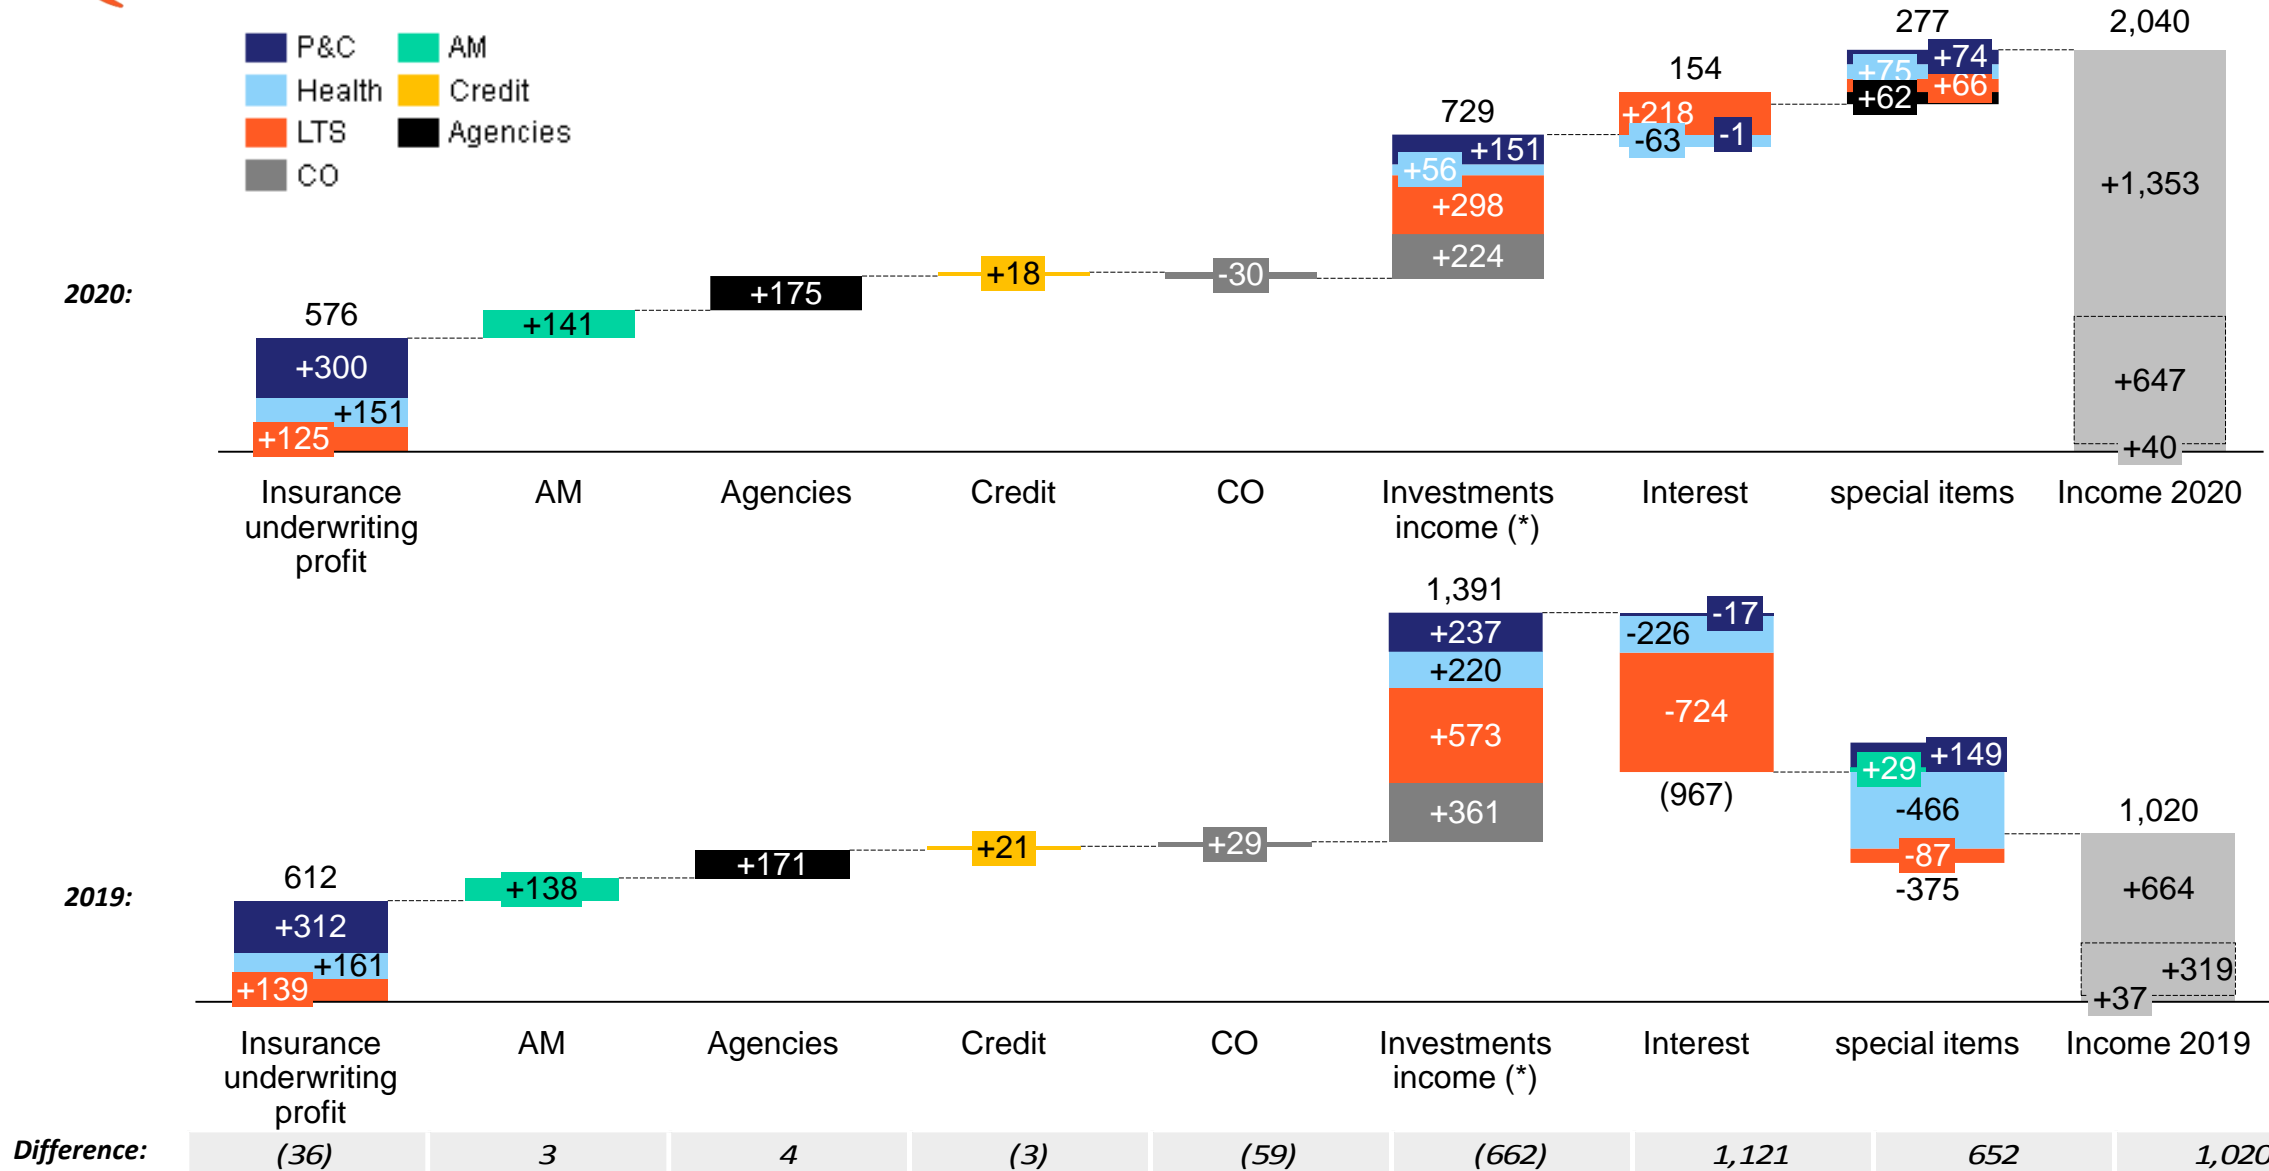 P&C
AM
Health
Credit
LTS
Agencies
CO
2020:
576
+300
+151
+125
+141
+175
+18
-30
729
+151
+56
+298
+224
154
+218
-63
-1
277
+74
+75
+66
+62
2,040
+1,353
+647
+40
Insurance
underwriting
profit
AM
Agencies
Credit
CO
Investments
income (*)
Interest
special items
Income 2020
2019:
612
+312
+161
+139
+138
+171
+21
+29
1,391
+237
+220
+573
+361
-17
-226
-724
(967)
+149
+29
-466
-87
-375
1,020
+664
+319
+37
Insurance
underwriting
profit
AM
Agencies
Credit
CO
Investments
income (*)
Interest
special items
Income 2019
Difference:
(36)
3
4
(3)
(59)
(662)
1,121
652
1,020